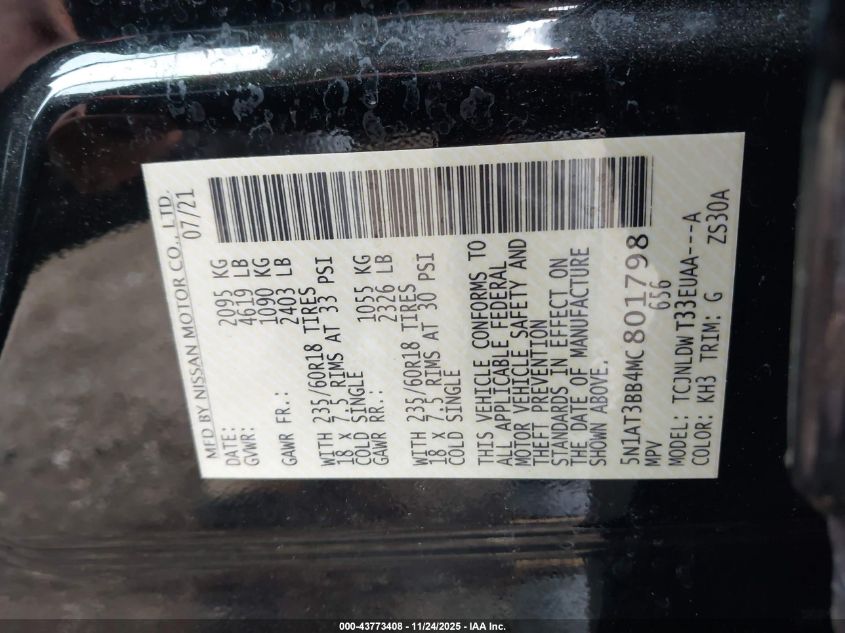 MFD BY NISSAN MOTOR CO., LTD.
DATE: 07/21
GVWR: 2095 KG
4619 LB
GAWR FR.: 1090 KG
2403 LB
WITH 235/60R18 TIRES
18 X 7.5 RIMS AT 33 PSI
COLD SINGLE
GAWR RR.: 1055 KG
2326 LB
WITH 235/60R18 TIRES
18 X 7.5 RIMS AT 30 PSI
COLD SINGLE
THIS VEHICLE CONFORMS TO
ALL APPLICABLE FEDERAL
MOTOR VEHICLE SAFETY AND
THEFT PREVENTION
STANDARDS IN EFFECT ON
THE DATE OF MANUFACTURE
SHOWN ABOVE.
5N1AT3BB4MC801798
MPV 656
MODEL: TCJNLDW T33EUAA---A
COLOR: KH3 TRIM: G ZS30A
000-43773408 - 11/24/2025 - IAA Inc.